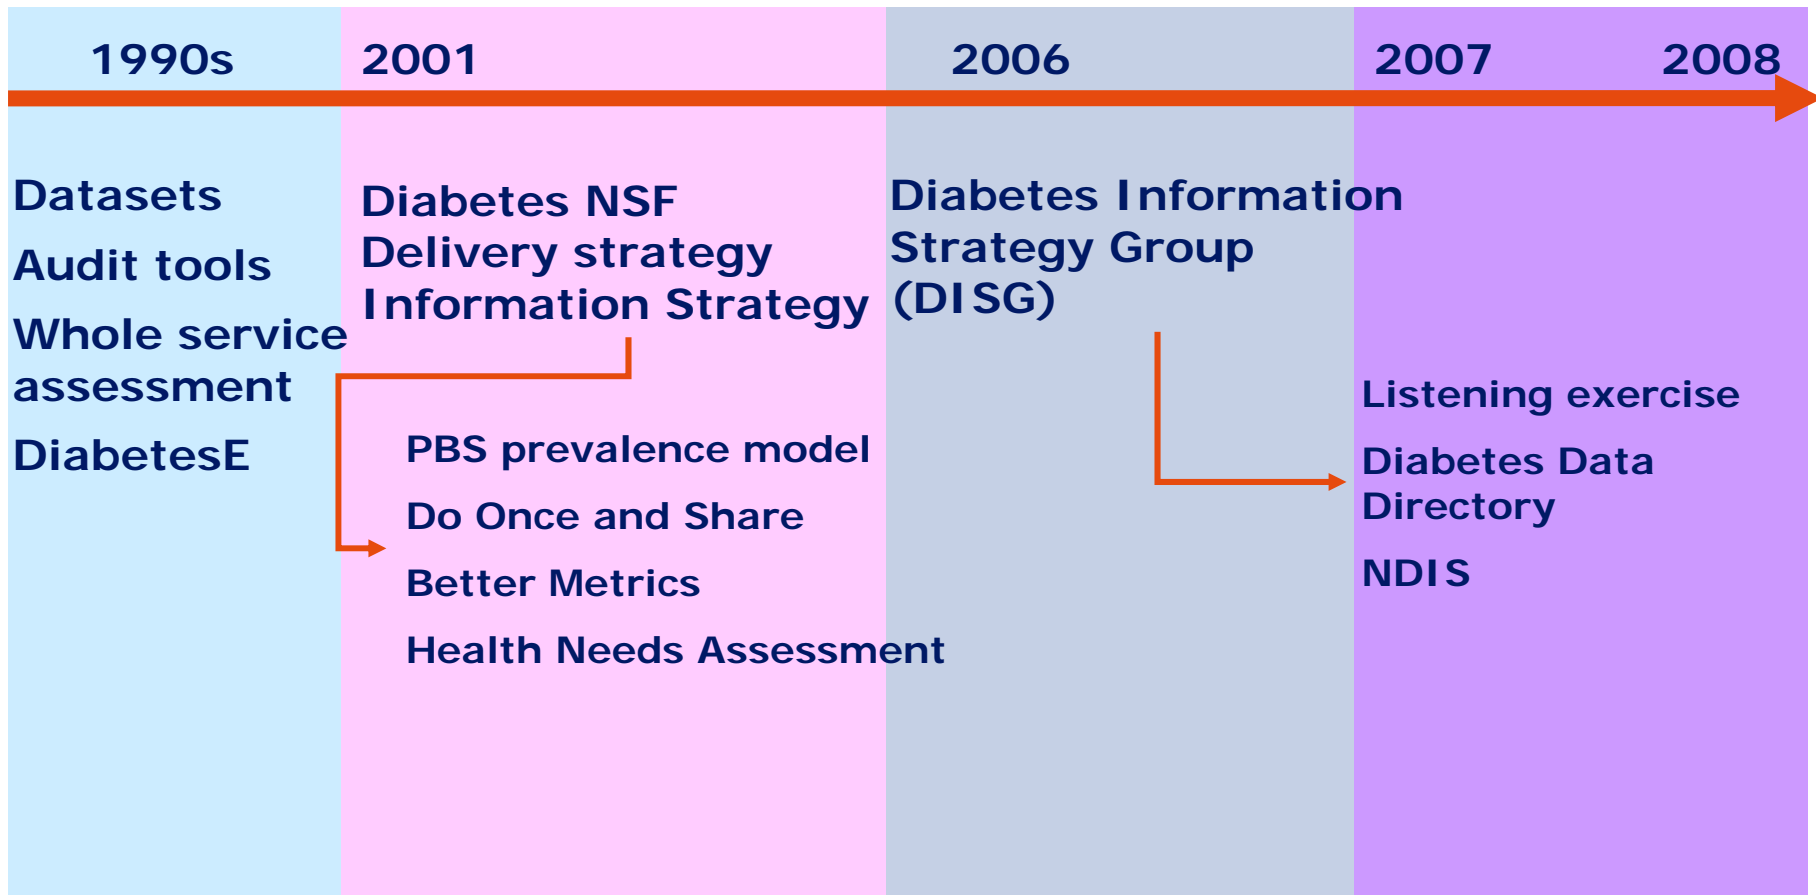 1990s
2001
2006
2007
2008
Datasets
Audit tools
Whole service
assessment
DiabetesE
Diabetes NSF
Delivery strategy
Information Strategy
PBS prevalence model
Do Once and Share
Better Metrics
Health Needs Assessment
Diabetes Information
Strategy Group
(DISG)
Listening exercise
Diabetes Data
Directory
NDIS